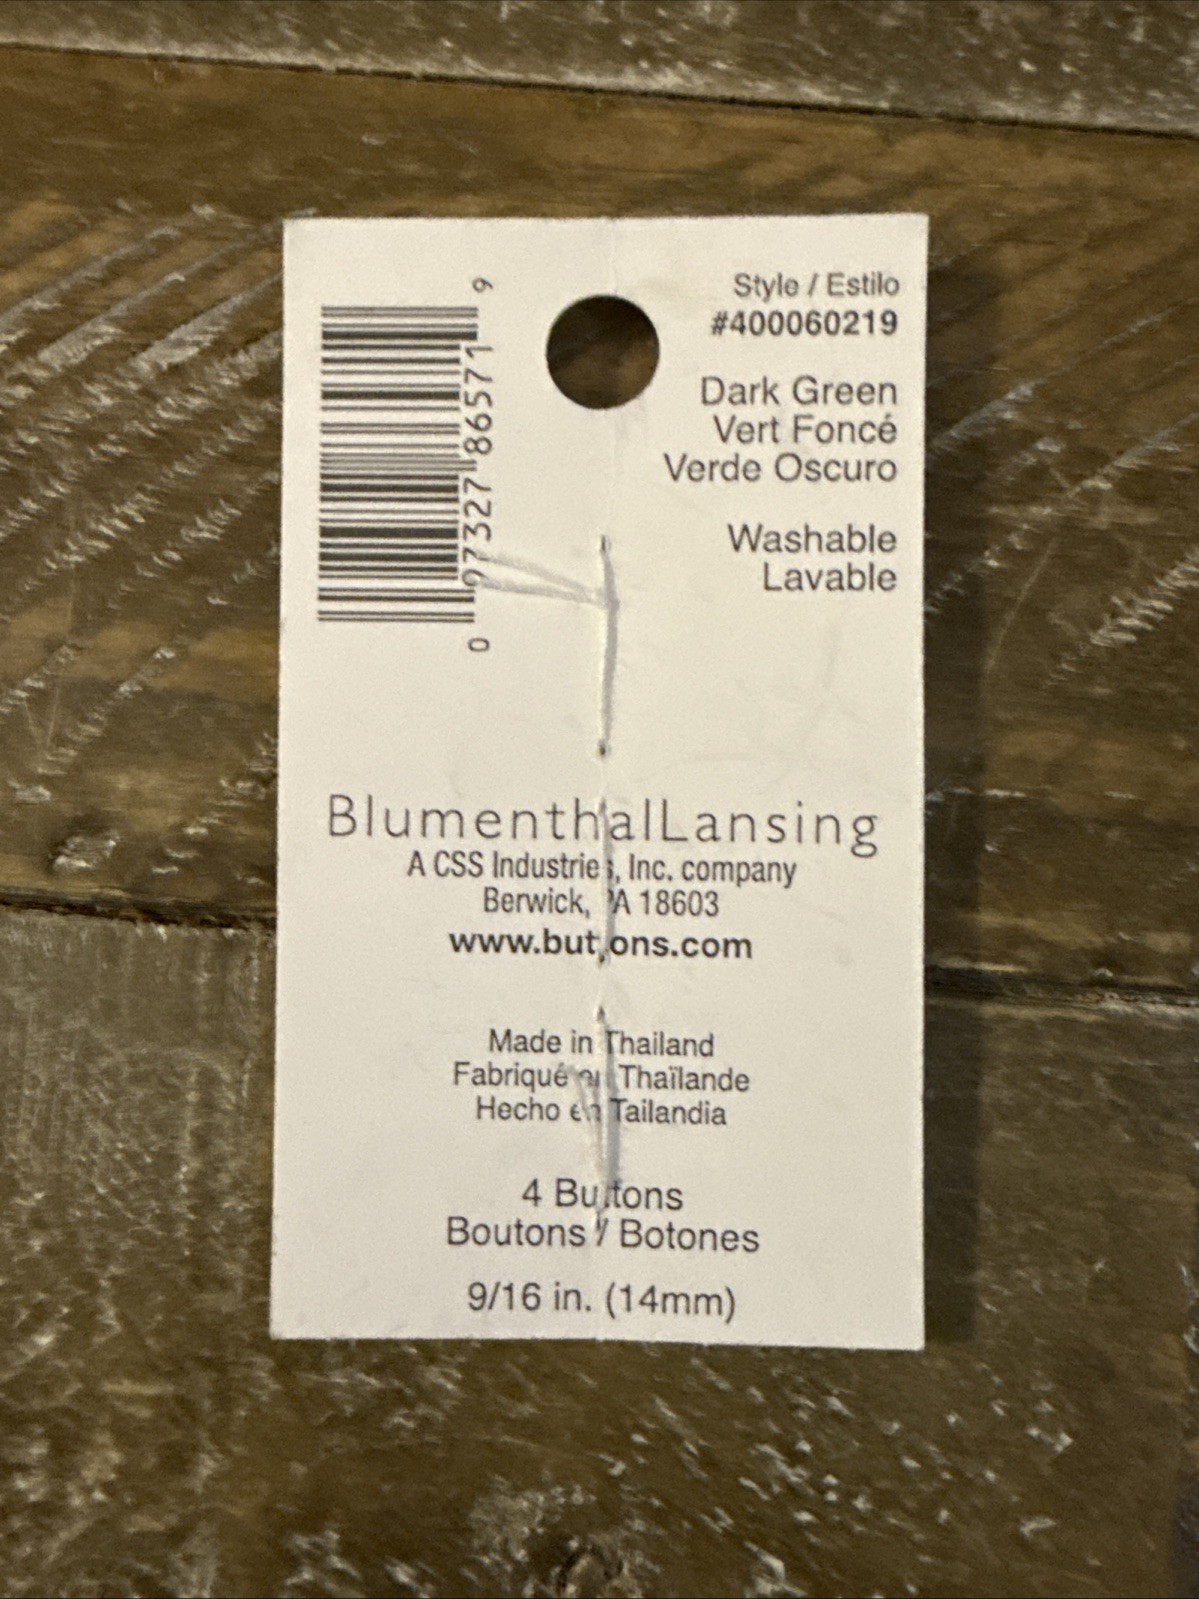 0 97327 86571 9
Style / Estilo
#400060219
Dark Green
Vert Foncé
Verde Oscuro
Washable
Lavable
BlumenthalLansing
A CSS Industries, Inc. company
Berwick, PA 18603
www.buttons.com
Made in Thailand
Fabriqué en Thaïlande
Hecho en Tailandia
4 Buttons
Boutons / Botones
9/16 in. (14mm)